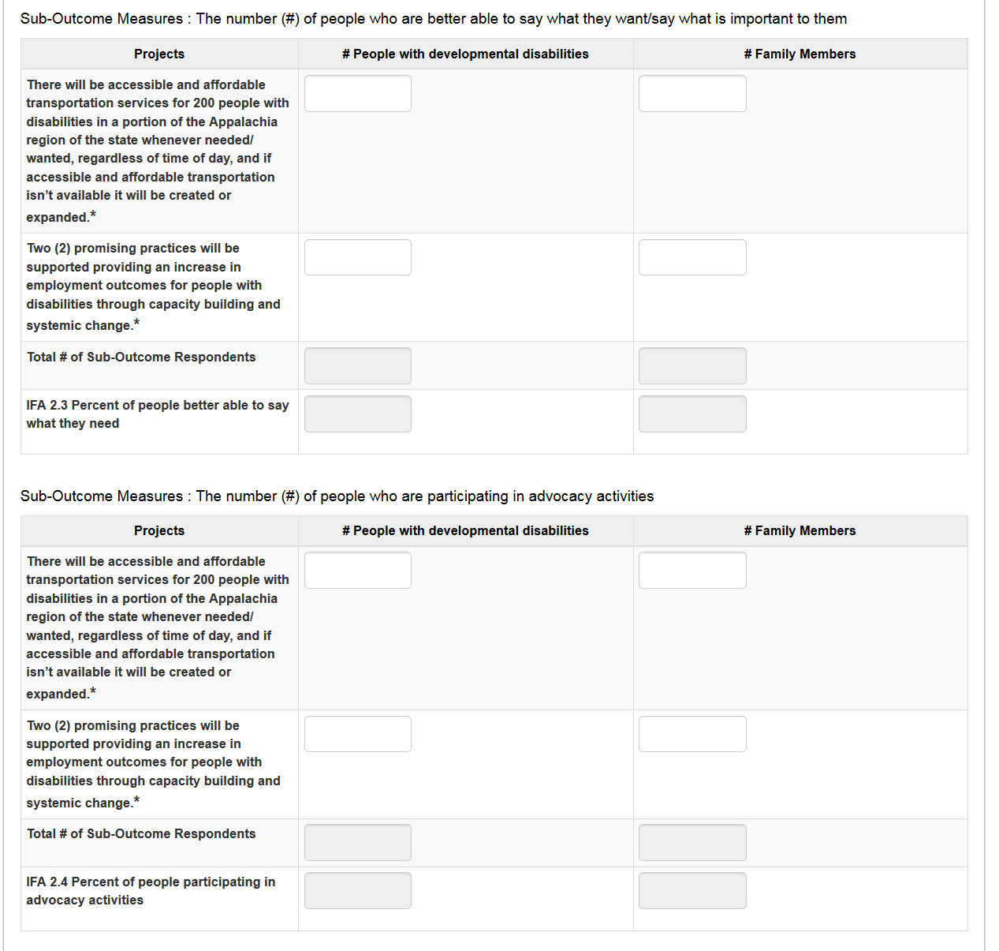 Sub-Outcome Measures : The number (#) of people who are better able to say what they want/say what is important to them
Projects # People with developmental disabilities # Family Members
There will be accessible and affordable
transportation services for 200 people with
disabilities in a portion of the Appalachia
region of the state whenever needed/
wanted, regardless of time of day, and if
accessible and affordable transportation
isn’t available it will be created or
expanded.*
Two (2) promising practices will be
supported providing an increase in
employment outcomes for people with
disabilities through capacity building and
systemic change.*
Total # of Sub-Outcome Respondents
IFA 2.3 Percent of people better able to say
what they need
Sub-Outcome Measures : The number (#) of people who are participating in advocacy activities
Projects # People with developmental disabilities # Family Members
There will be accessible and affordable
transportation services for 200 people with
disabilities in a portion of the Appalachia
region of the state whenever needed/
wanted, regardless of time of day, and if
accessible and affordable transportation
isn’t available it will be created or
expanded.*
Two (2) promising practices will be
supported providing an increase in
employment outcomes for people with
disabilities through capacity building and
systemic change.*
Total # of Sub-Outcome Respondents
IFA 2.4 Percent of people participating in
advocacy activities